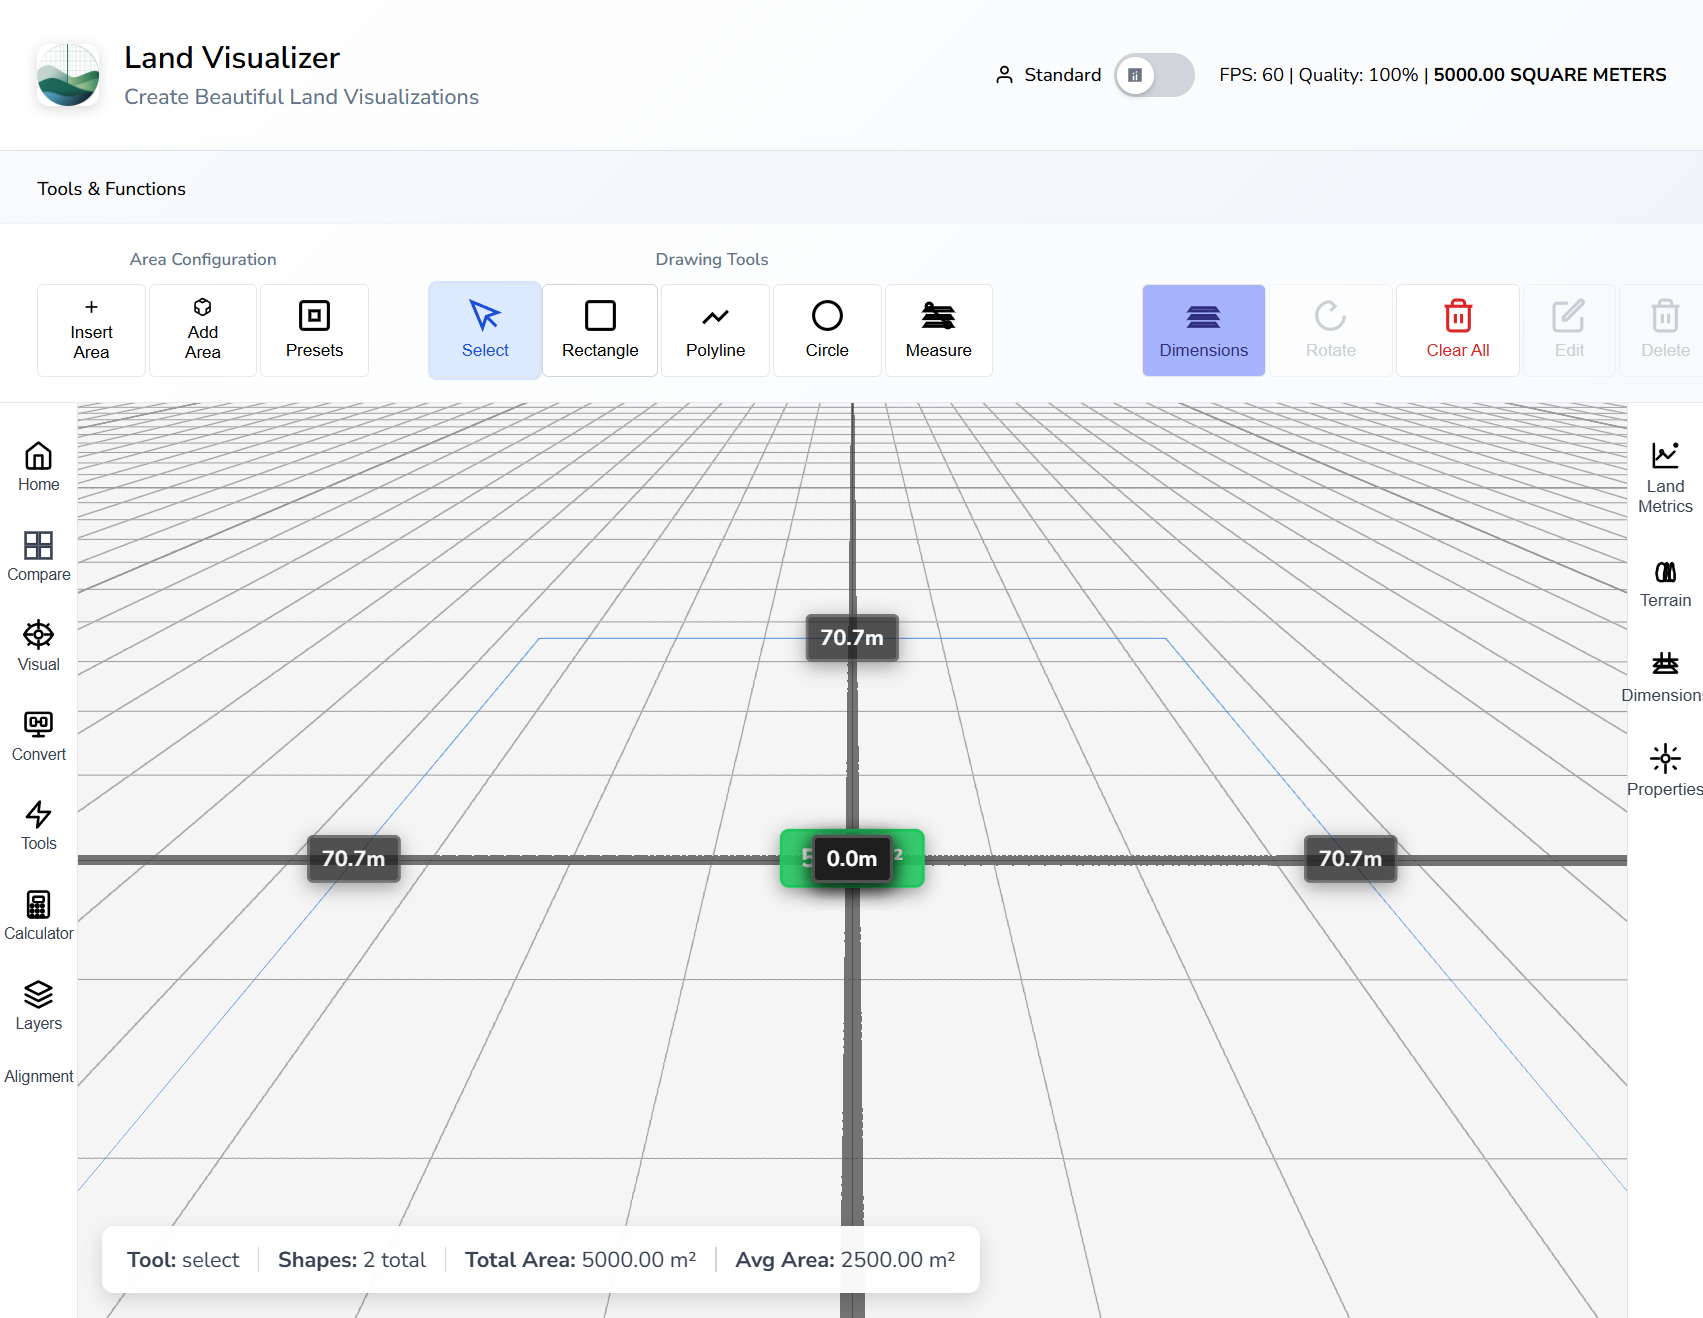 Land Visualizer
Create Beautiful Land Visualizations
Standard
FPS: 60 | Quality: 100% | 5000.00 SQUARE METERS
Tools & Functions
Area Configuration
Drawing Tools
Insert
Area
Add
Area
Presets
Select
Rectangle
Polyline
Circle
Measure
Dimensions
Rotate
Clear All
Edit
Delete
Home
Compare
Visual
Convert
Tools
Calculator
Layers
Alignment
70.7m
70.7m
0.0m
70.7m
Land
Metrics
Terrain
Dimension
Properties
Tool: select
Shapes: 2 total
Total Area: 5000.00 m²
Avg Area: 2500.00 m²